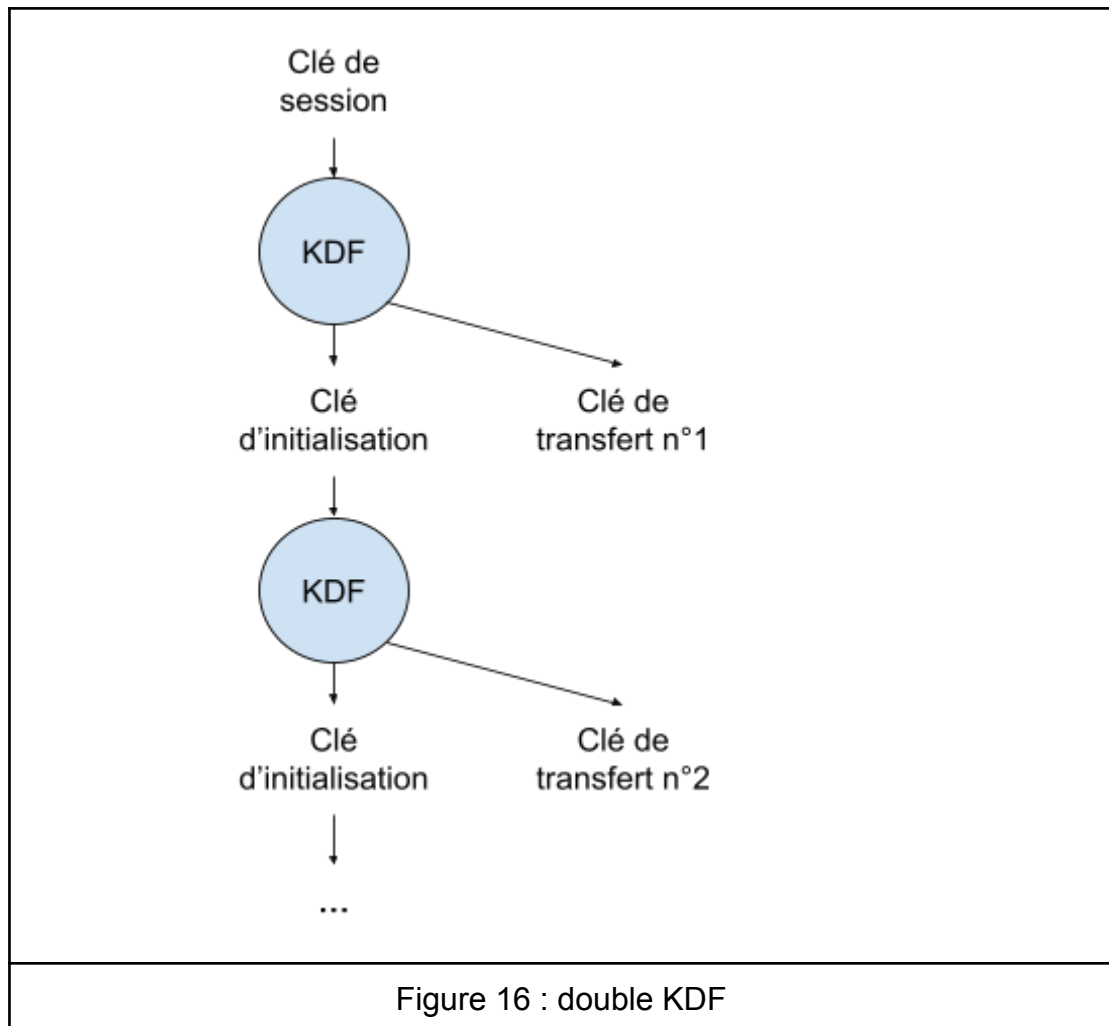 Clé de
session
KDF
Clé
d'initialisation
Clé de
transfert n°1
KDF
Clé
d'initialisation
Clé de
transfert n°2
...
Figure 16 : double KDF